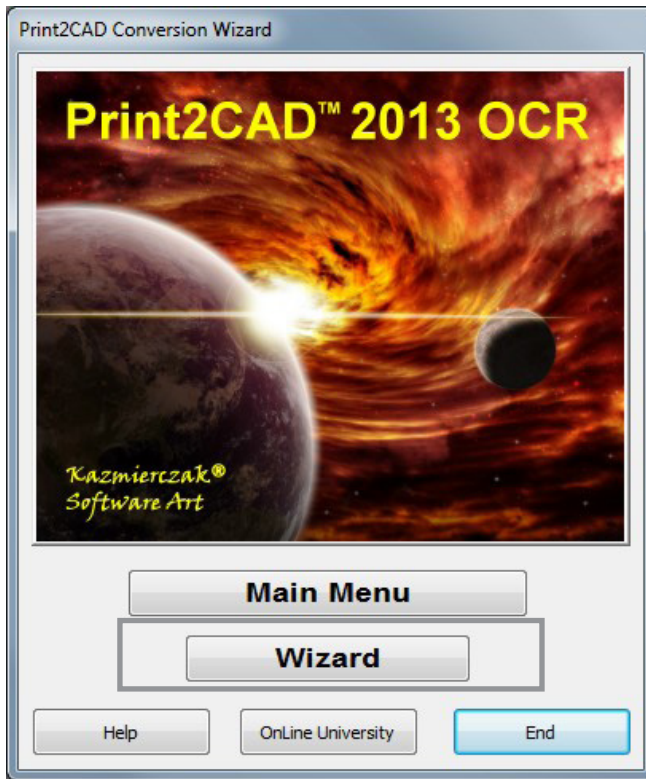 Print2CAD Conversion Wizard
Print2CAD™ 2013 OCR
Kazmierczak®
Software Art
Main Menu
Wizard
Help OnLine University End